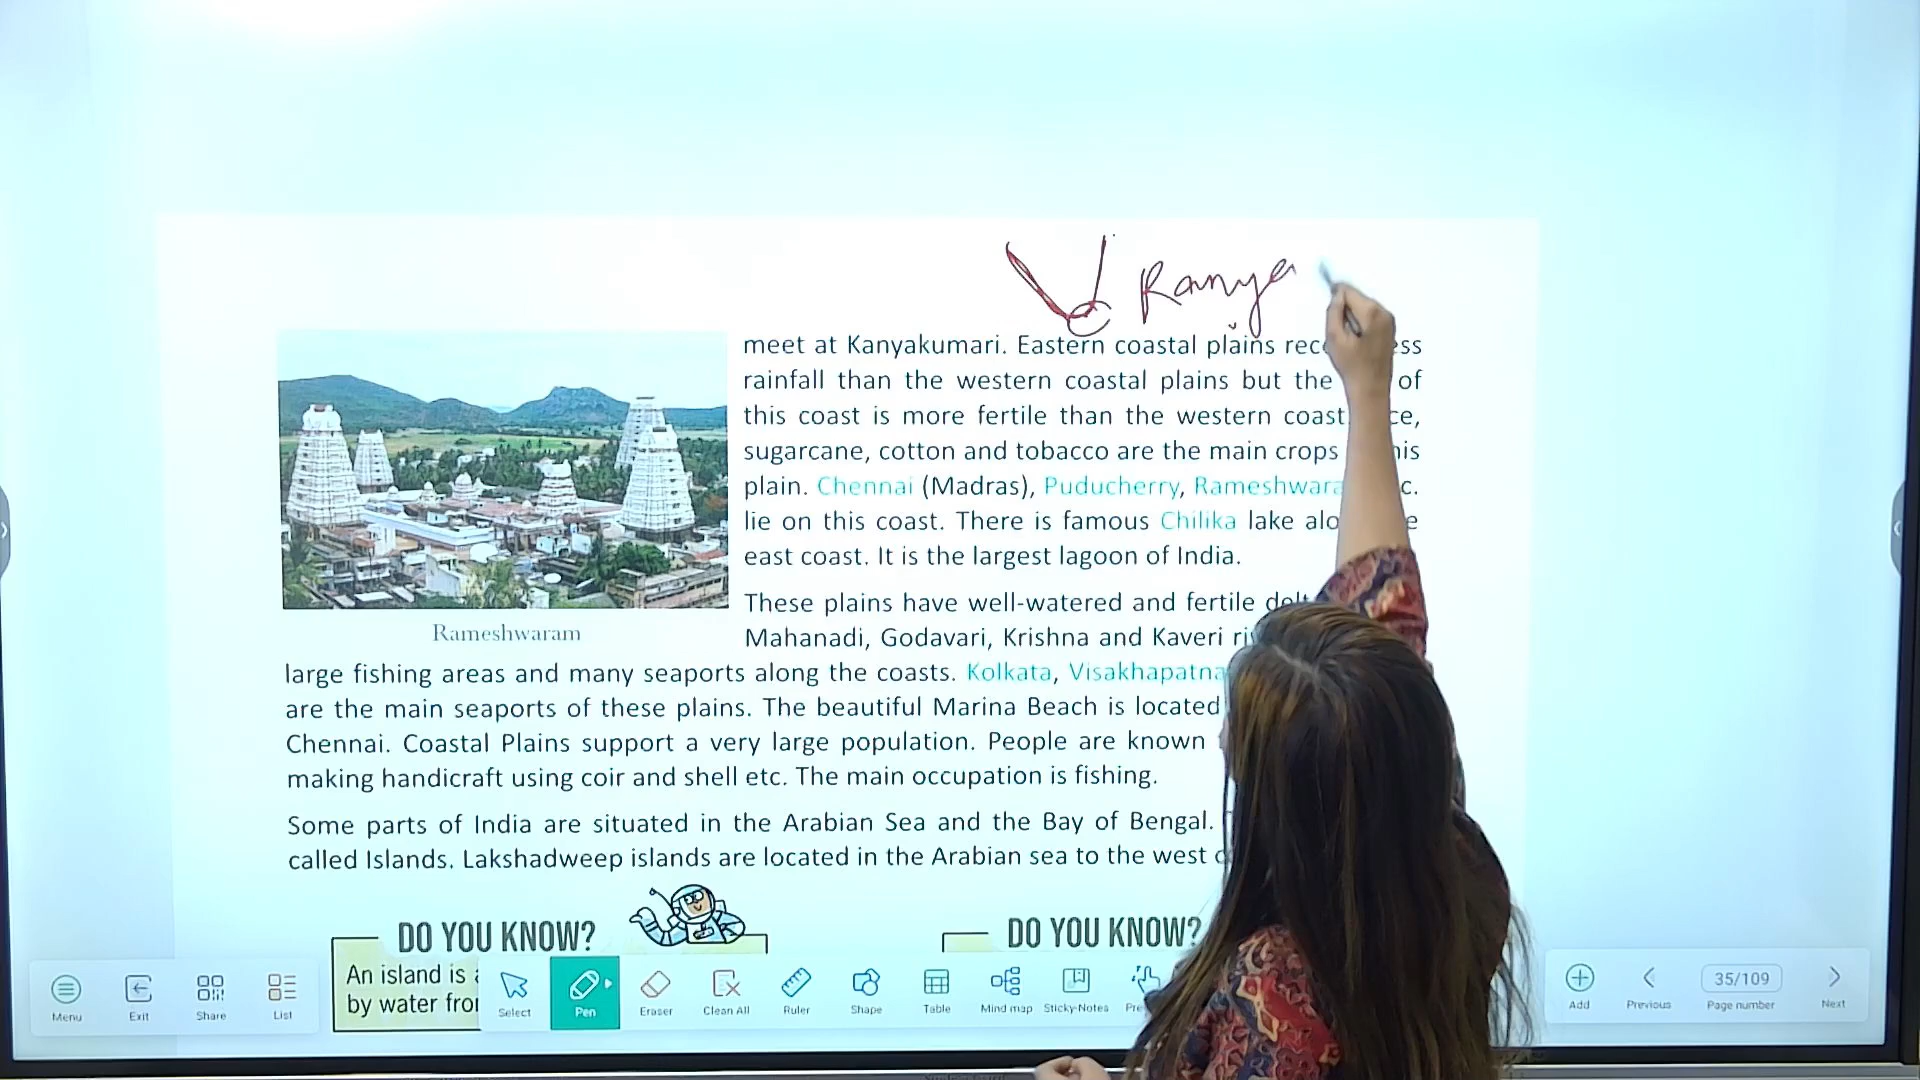 Kanya
meet at Kanyakumari. Eastern coastal plains rec ess
rainfall than the western coastal plains but the of
this coast is more fertile than the western coast ce,
sugarcane, cotton and tobacco are the main crops his
plain. Chennai (Madras), Puducherry, Rameshwara c.
lie on this coast. There is famous Chilika lake alo e
east coast. It is the largest lagoon of India.
Rameshwaram
These plains have well-watered and fertile delt
Mahanadi, Godavari, Krishna and Kaveri ri
large fishing areas and many seaports along the coasts. Kolkata, Visakhapatna
are the main seaports of these plains. The beautiful Marina Beach is located
Chennai. Coastal Plains support a very large population. People are known
making handicraft using coir and shell etc. The main occupation is fishing.
Some parts of India are situated in the Arabian Sea and the Bay of Bengal.
called Islands. Lakshadweep islands are located in the Arabian sea to the west
DO YOU KNOW?
An island is
by water fro
DO YOU KNOW?
Menu Exit Share List Select Pen Eraser Clean All Ruler Shape Table Mind map Sticky-Notes Pre Add Previous 35/109 Page number Next